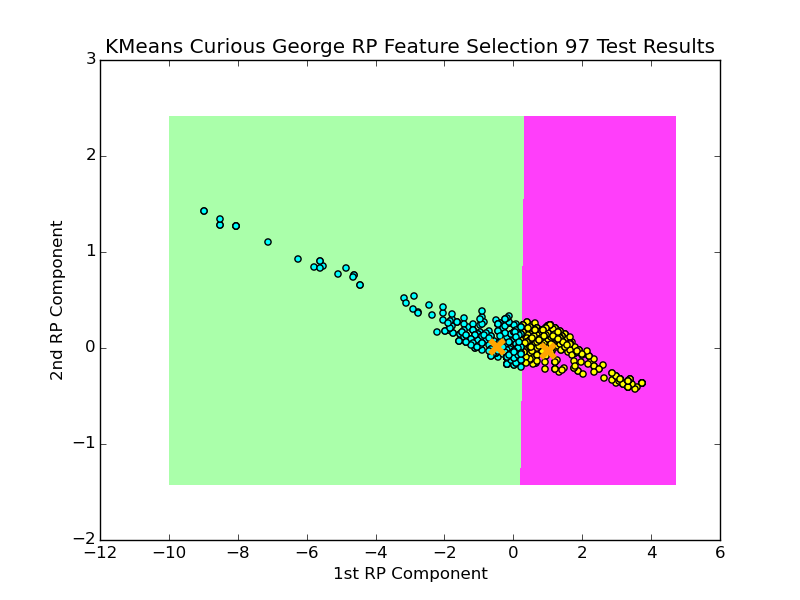 KMeans Curious George RP Feature Selection 97 Test Results
3
2
1
0
−1
−2
2nd RP Component
−12 −10 −8 −6 −4 −2 0 2 4 6
1st RP Component